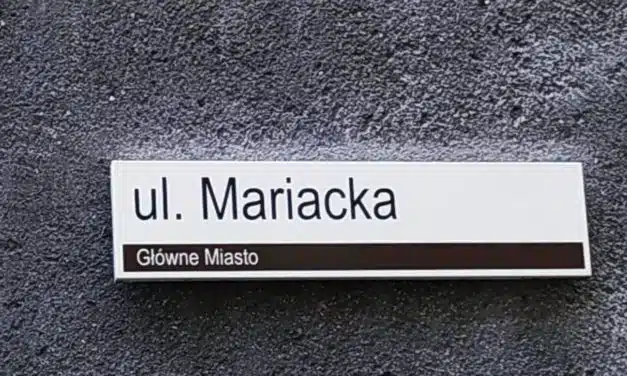 ul. Mariacka
Główne Miasto